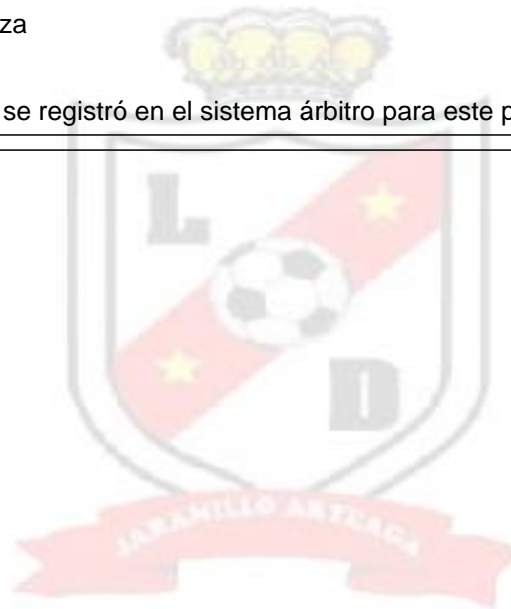 za
se registró en el sistema árbitro para este p
L
D
JARAMILLO ARTEAGA